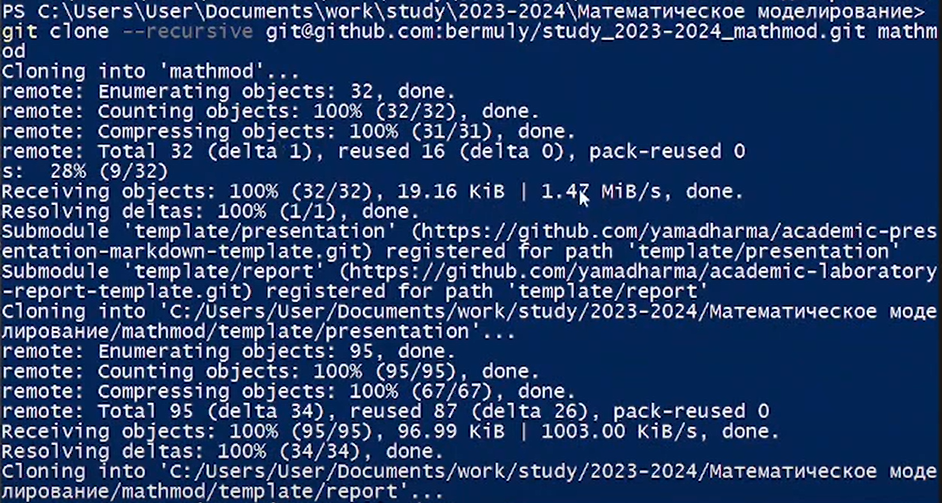 PS C:\Users\User\Documents\work\study\2023-2024\Математическое моделирование>
git clone --recursive git@github.com:bermuly/study_2023-2024_mathmod.git mathm
od
Cloning into 'mathmod'...
remote: Enumerating objects: 32, done.
remote: Counting objects: 100% (32/32), done.
remote: Compressing objects: 100% (31/31), done.
remote: Total 32 (delta 1), reused 16 (delta 0), pack-reused 0
s:  28% (9/32)
Receiving objects: 100% (32/32), 19.16 KiB | 1.47 MiB/s, done.
Resolving deltas: 100% (1/1), done.
Submodule 'template/presentation' (https://github.com/yamadharma/academic-pres
entation-markdown-template.git) registered for path 'template/presentation'
Submodule 'template/report' (https://github.com/yamadharma/academic-laboratory
-report-template.git) registered for path 'template/report'
Cloning into 'C:/Users/User/Documents/work/study/2023-2024/Математическое моде
лирование/mathmod/template/presentation'...
remote: Enumerating objects: 95, done.
remote: Counting objects: 100% (95/95), done.
remote: Compressing objects: 100% (67/67), done.
remote: Total 95 (delta 34), reused 87 (delta 26), pack-reused 0
Receiving objects: 100% (95/95), 96.99 KiB | 1003.00 KiB/s, done.
Resolving deltas: 100% (34/34), done.
Cloning into 'C:/Users/User/Documents/work/study/2023-2024/Математическое моде
лирование/mathmod/template/report'...